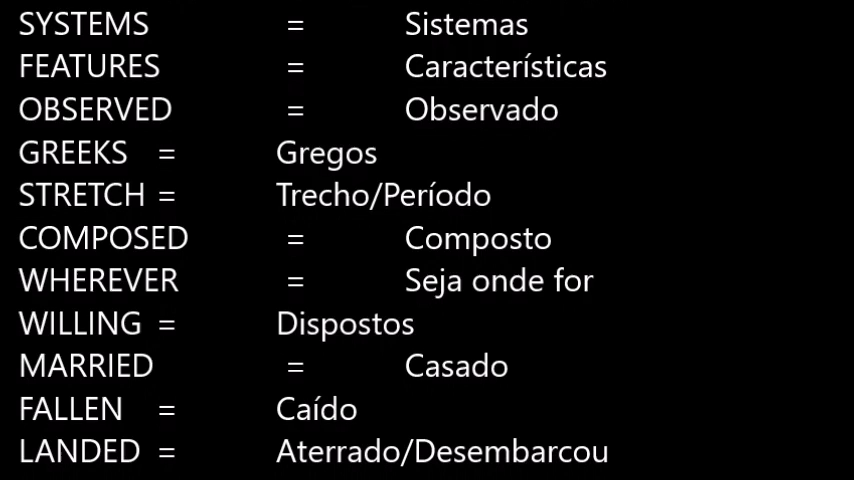 SYSTEMS = Sistemas
FEATURES = Características
OBSERVED = Observado
GREEKS = Gregos
STRETCH = Trecho/Período
COMPOSED = Composto
WHEREVER = Seja onde for
WILLING = Dispostos
MARRIED = Casado
FALLEN = Caído
LANDED = Aterrado/Desembarcou